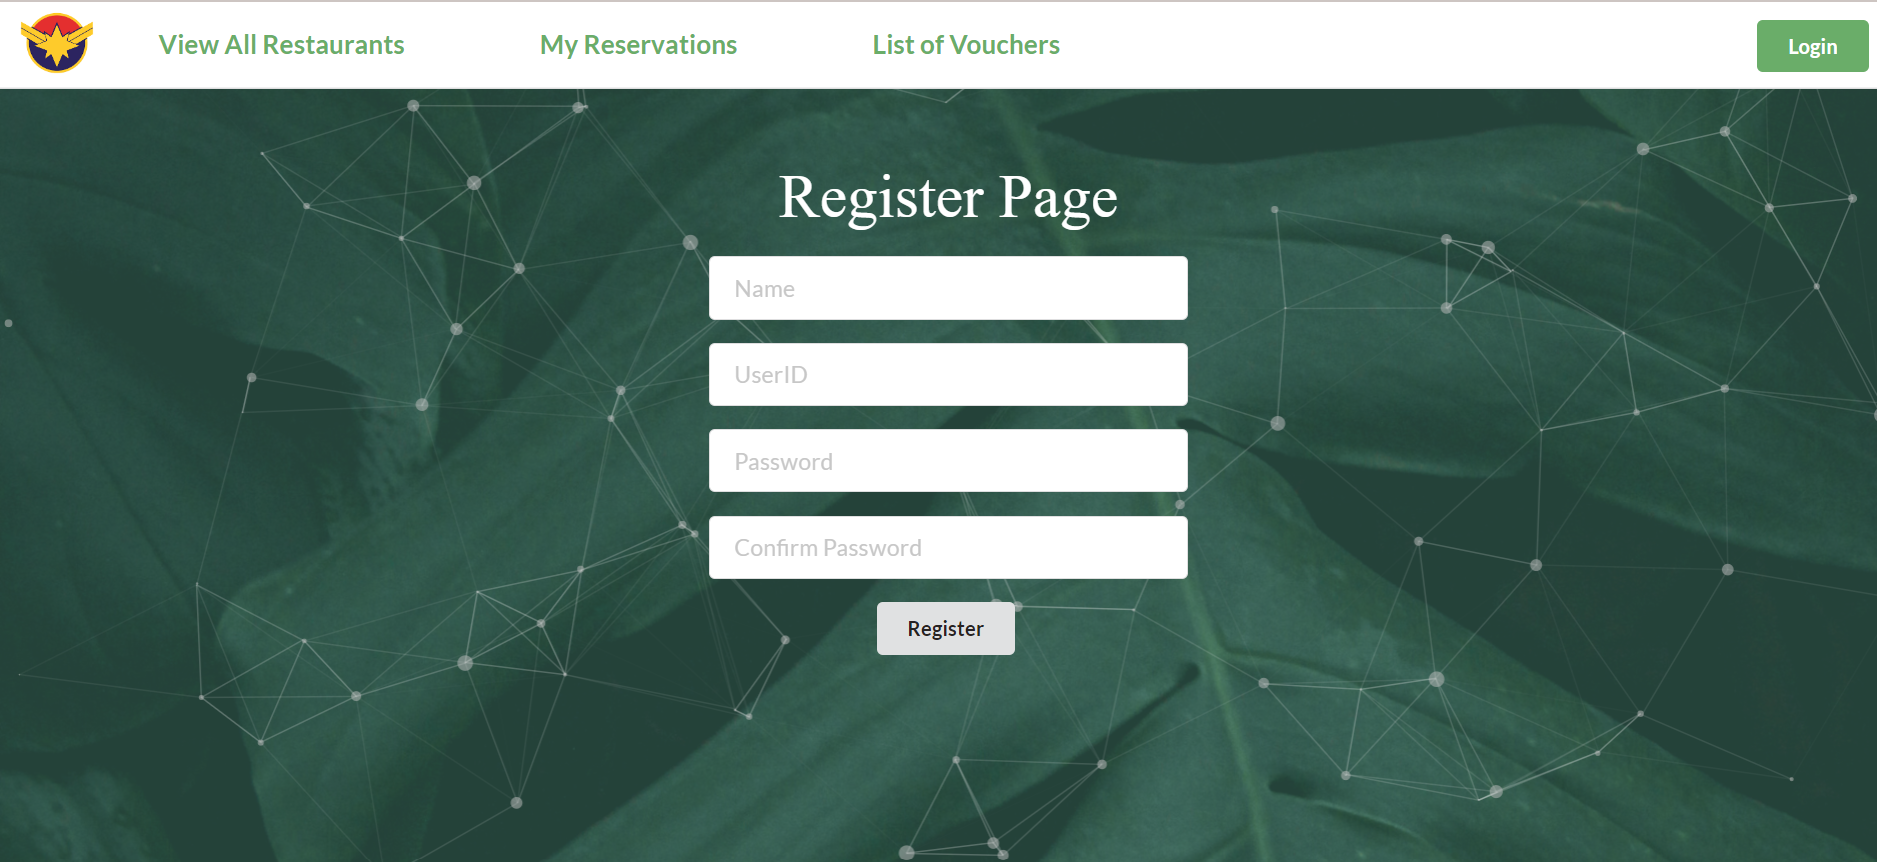 View All Restaurants My Reservations List of Vouchers Login
Register Page
Name
UserID
Password
Confirm Password
Register